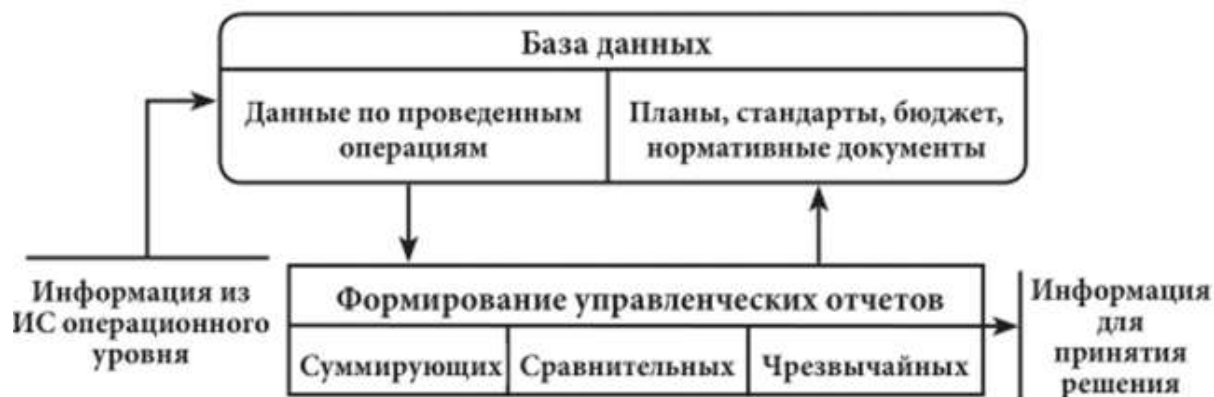 База данных
Данные по проведенным
операциям
Планы, стандарты, бюджет,
нормативные документы
Информация из
ИС операционного
уровня
Формирование управленческих отчетов
Суммирующих
Сравнительных
Чрезвычайных
Информация
для
принятия
решения